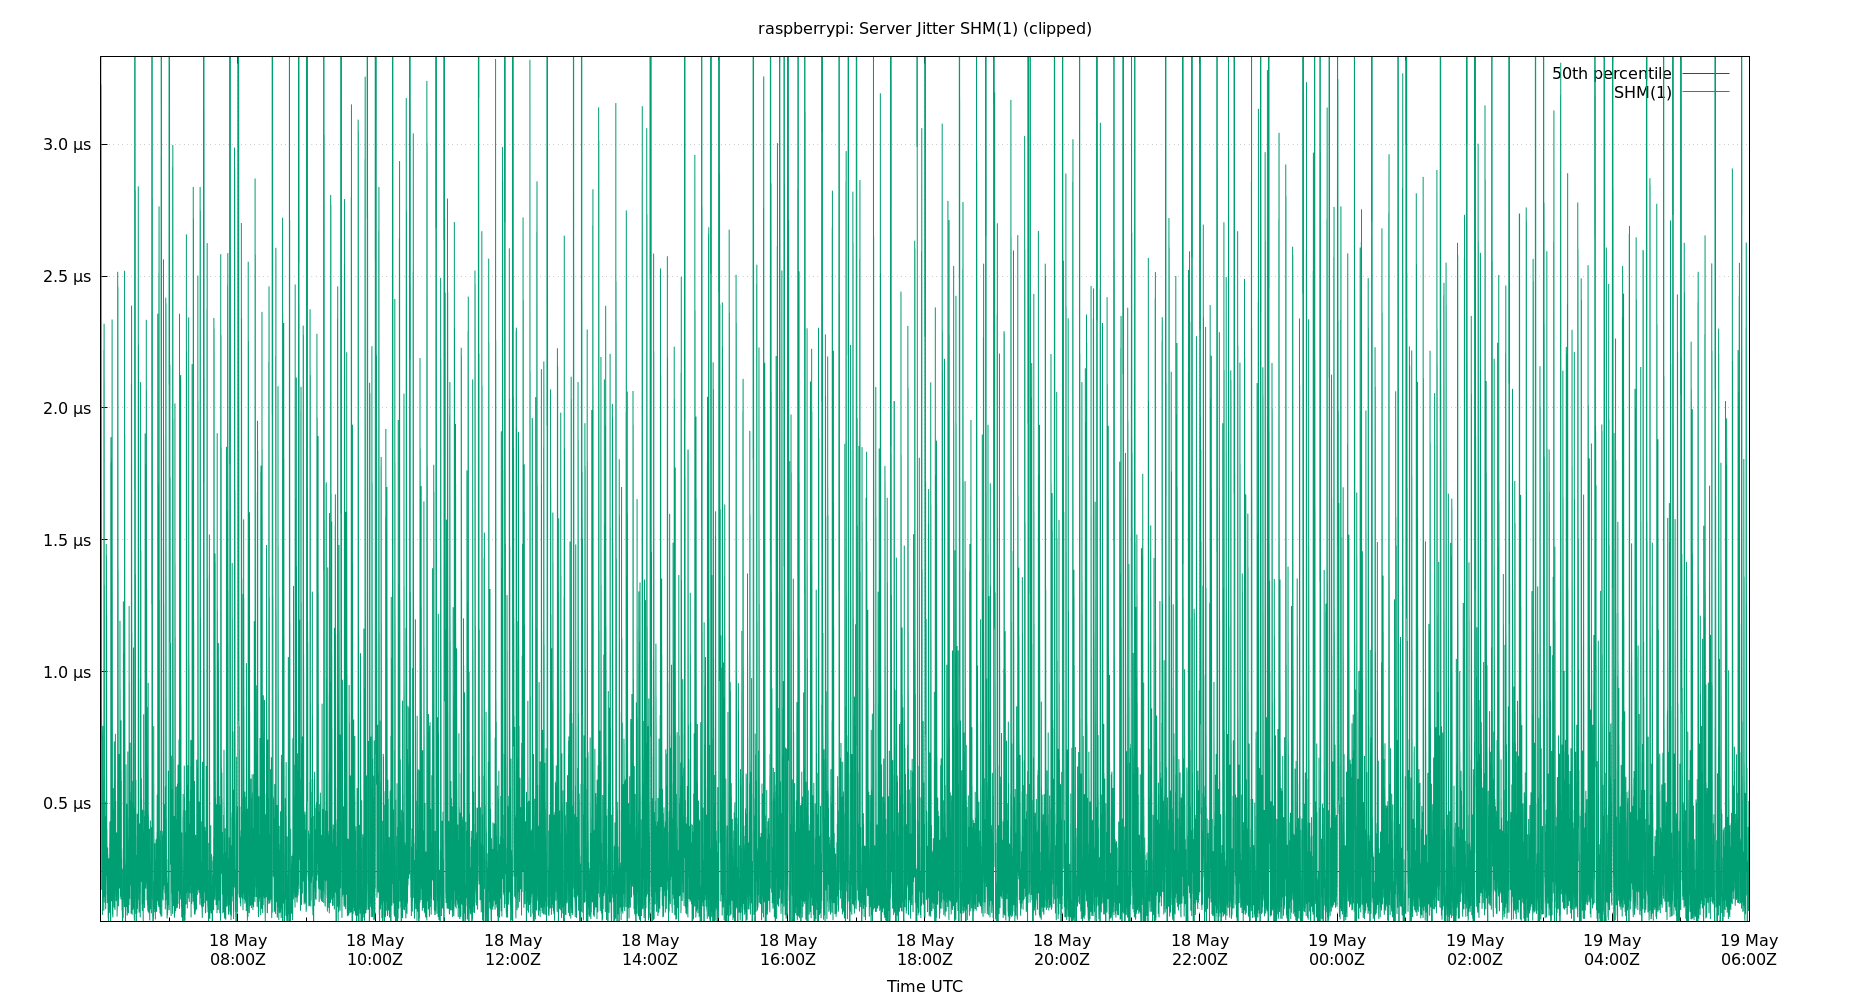 raspberrypi: Server Jitter SHM(1) (clipped)
50th percentile
SHM(1)
3.0 µs
2.5 µs
2.0 µs
1.5 µs
1.0 µs
0.5 µs
18 May 18 May 18 May 18 May 18 May 18 May 18 May 18 May 19 May 19 May 19 May 19 May
08:00Z 10:00Z 12:00Z 14:00Z 16:00Z 18:00Z 20:00Z 22:00Z 00:00Z 02:00Z 04:00Z 06:00Z
Time UTC